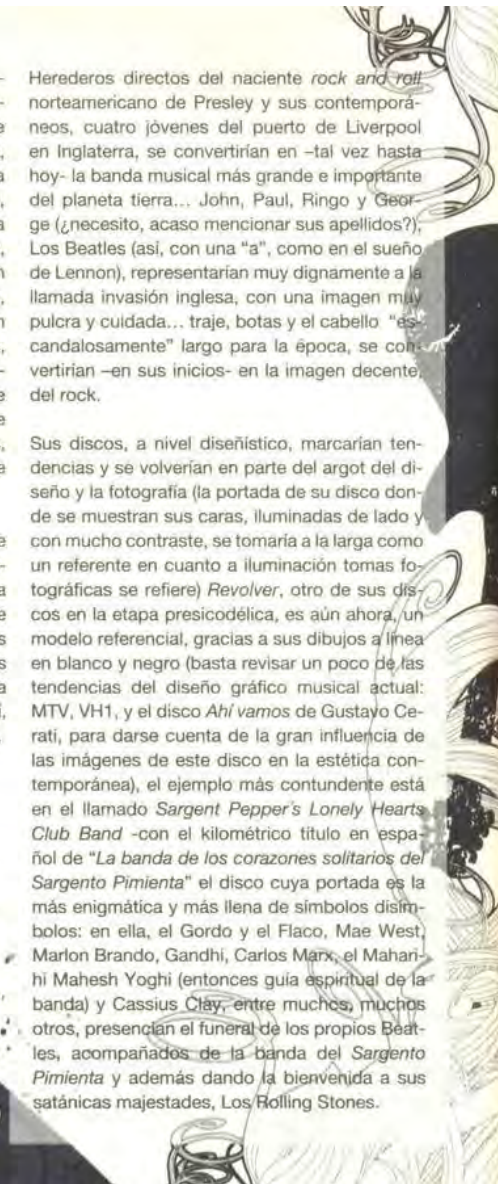 Herederos directos del naciente rock and roll
norteamericano de Presley y sus contemporá-
neos, cuatro jóvenes del puerto de Liverpool
en Inglaterra, se convertirían en –tal vez hasta
hoy- la banda musical más grande e importante
del planeta tierra... John, Paul, Ringo y Geor-
ge (¿necesito, acaso mencionar sus apellidos?),
Los Beatles (así, con una "a", como en el sueño
de Lennon), representarían muy dignamente a la
llamada invasión inglesa, con una imagen muy
pulcra y cuidada... traje, botas y el cabello "es-
candalosamente" largo para la época, se con-
vertirían –en sus inicios- en la imagen decente,
del rock.
Sus discos, a nivel diseñístico, marcarían ten-
dencias y se volverían en parte del argot del di-
seño y la fotografía (la portada de su disco don-
de se muestran sus caras, iluminadas de lado y
con mucho contraste, se tomaría a la larga como
un referente en cuanto a iluminación tomas fo-
tográficas se refiere) Revolver, otro de sus dis-
cos en la etapa presicodélica, es aún ahora, un
modelo referencial, gracias a sus dibujos a línea
en blanco y negro (basta revisar un poco de las
tendencias del diseño gráfico musical actual:
MTV, VH1, y el disco Ahí vamos de Gustavo Ce-
rati, para darse cuenta de la gran influencia de
las imágenes de este disco en la estética con-
temporánea), el ejemplo más contundente está
en el llamado Sargent Pepper's Lonely Hearts
Club Band -con el kilométrico título en espa-
ñol de "La banda de los corazones solitarios del
Sargento Pimienta" el disco cuya portada es la
más enigmática y más llena de símbolos disím-
bolos: en ella, el Gordo y el Flaco, Mae West,
Marlon Brando, Gandhi, Carlos Marx, el Mahari-
hi Mahesh Yoghi (entonces guía espiritual de la
banda) y Cassius Clay, entre muchos, muchos
otros, presencian el funeral de los propios Beat-
les, acompañados de la banda del Sargento
Pimienta y además dando la bienvenida a sus
satánicas majestades, Los Rolling Stones.